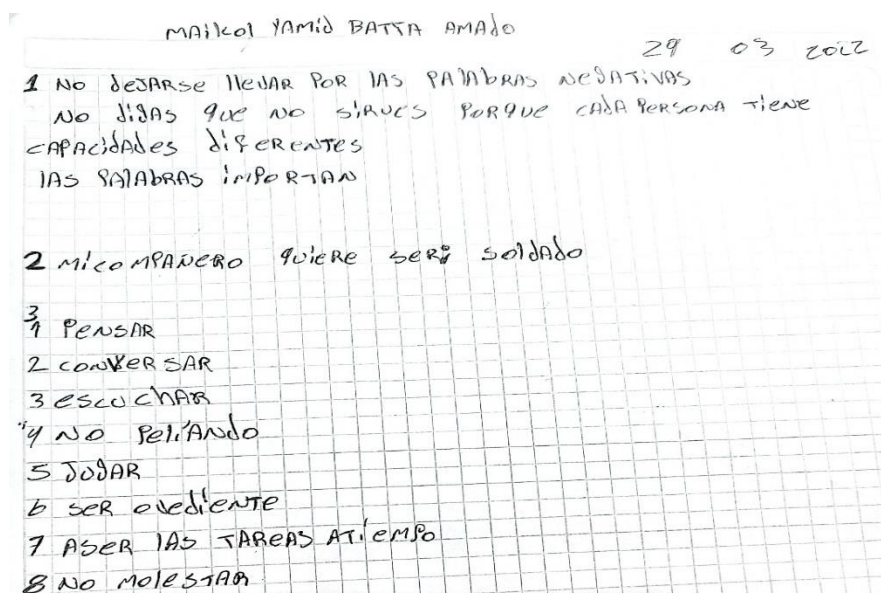 MAikol YAMid BATTA AMAdo
29 03 2022
1 NO deJARse lleVAR POR lAS PAlAbRAS NegATiVAS
NO digAS que NO siRVes PORque CAdA PERSONA Tiene
CAPAcidAdes diFERENTES
lAS PAlAbRAS iMPORTAN
2 Mi coMPAÑERO quieRe seR SoldAdo
3
1 PeNSAR
2 coNVeRSAR
3 escuchAR
4 NO PeliANdo
5 JugAR
6 seR ovedieNTe
7 ASeR lAS TAReAS ATieMPo
8 NO MolesTAR